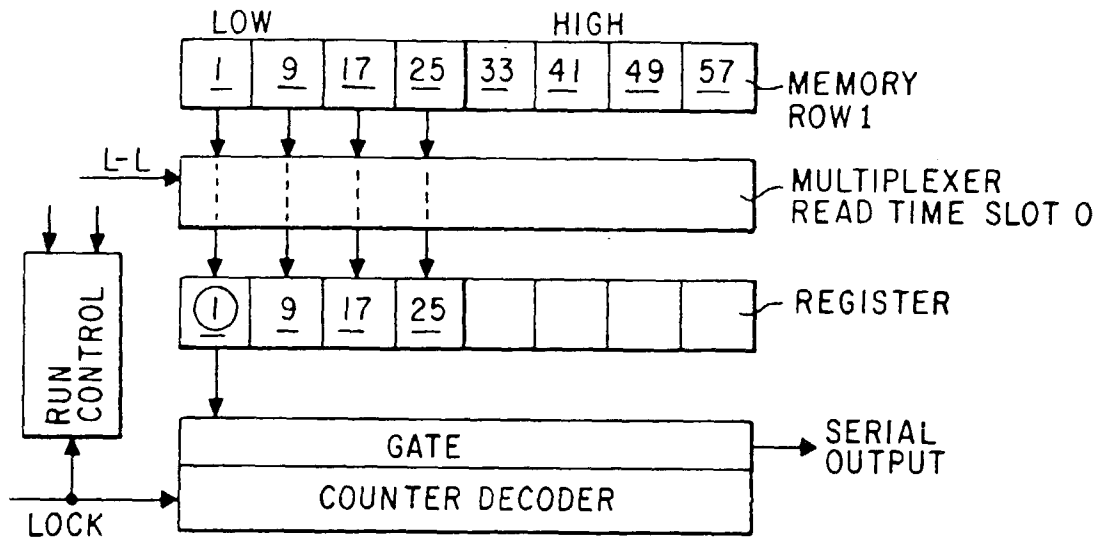 LOW HIGH
1 9 17 25 33 41 49 57
MEMORY
ROW 1
L-L
MULTIPLEXER
READ TIME SLOT 0
RUN
CONTROL
1 9 17 25
REGISTER
GATE
SERIAL
OUTPUT
COUNTER DECODER
LOCK